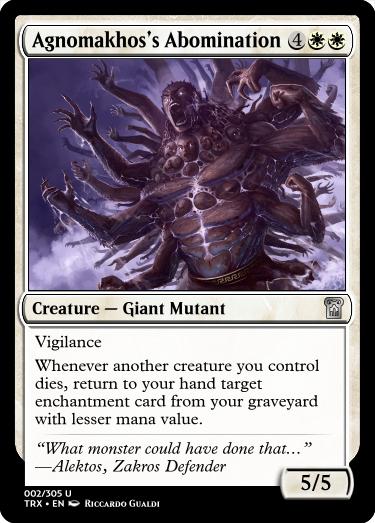 Agnomakhos's Abomination 4
Creature — Giant Mutant
Vigilance
Whenever another creature you control
dies, return to your hand target
enchantment card from your graveyard
with lesser mana value.
“What monster could have done that…”
—Alektos, Zakros Defender
5/5
002/305 U
TRX • EN Riccardo Gualdi